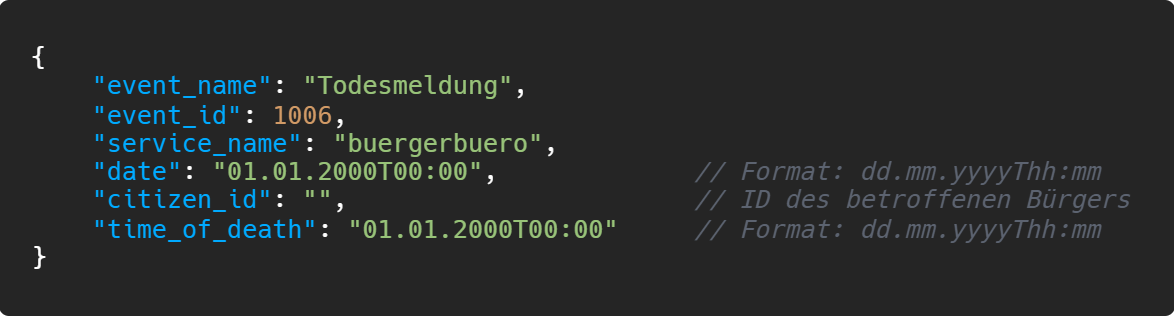 {
    "event_name": "Todesmeldung",
    "event_id": 1006,
    "service_name": "buergerbuero",
    "date": "01.01.2000T00:00",             // Format: dd.mm.yyyyThh:mm
    "citizen_id": "",                       // ID des betroffenen Bürgers
    "time_of_death": "01.01.2000T00:00"     // Format: dd.mm.yyyyThh:mm
}